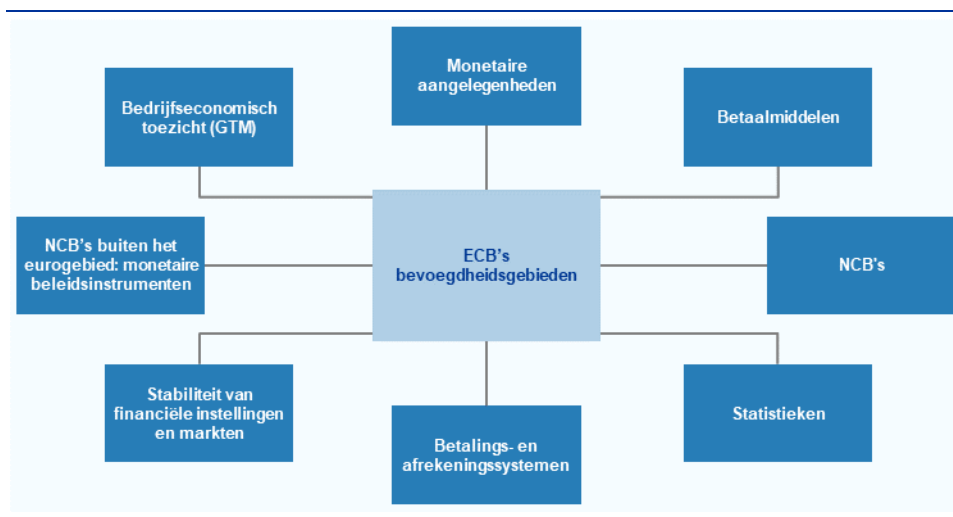 Monetaire
aangelegenheden
Bedrijfseconomisch
toezicht (GTM)
Betaalmiddelen
NCB’s buiten het
eurogebied: monetaire
beleidsinstrumenten
ECB’s
bevoegdheidsgebieden
NCB’s
Stabiliteit van
financiële instellingen
en markten
Betalings- en
afrekeningssystemen
Statistieken